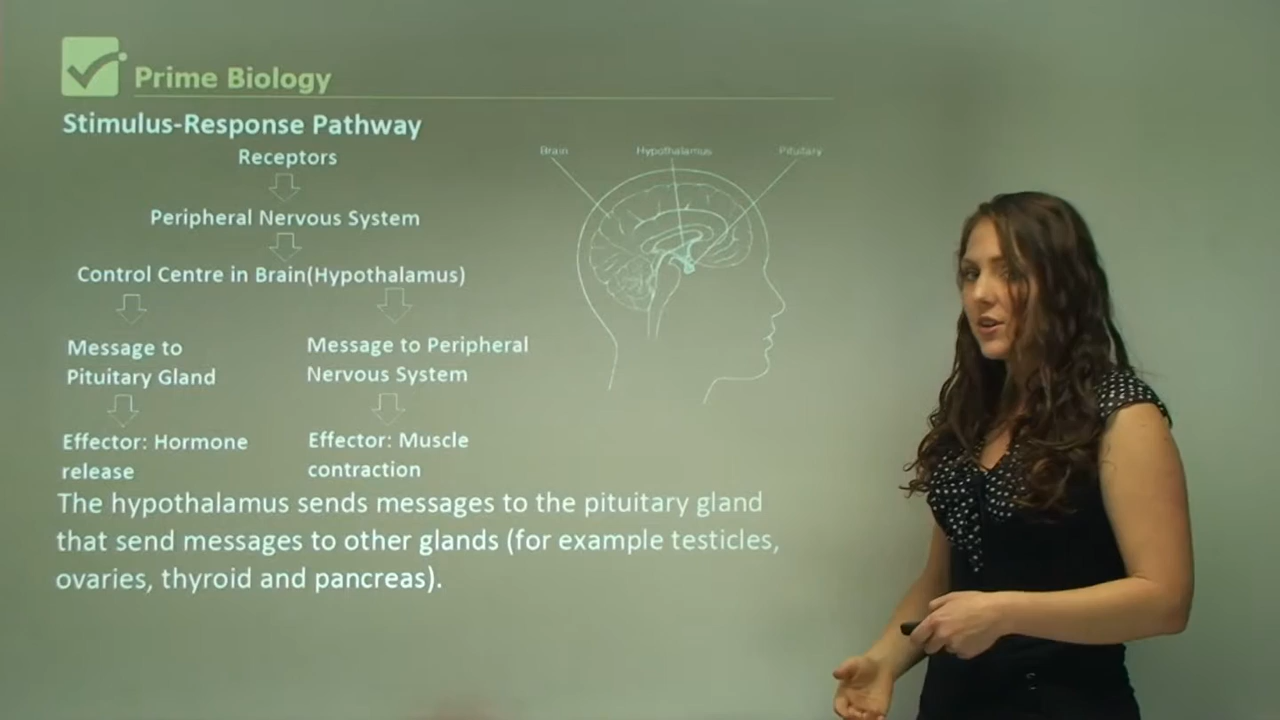 Prime Biology
Stimulus-Response Pathway
Receptors
Peripheral Nervous System
Control Centre in Brain(Hypothalamus)
Message to
Pituitary Gland
Message to Peripheral
Nervous System
Effector: Hormone
release
Effector: Muscle
contraction
Brain
Hypothalamus
Pituitary
The hypothalamus sends messages to the pituitary gland
that send messages to other glands (for example testicles,
ovaries, thyroid and pancreas).